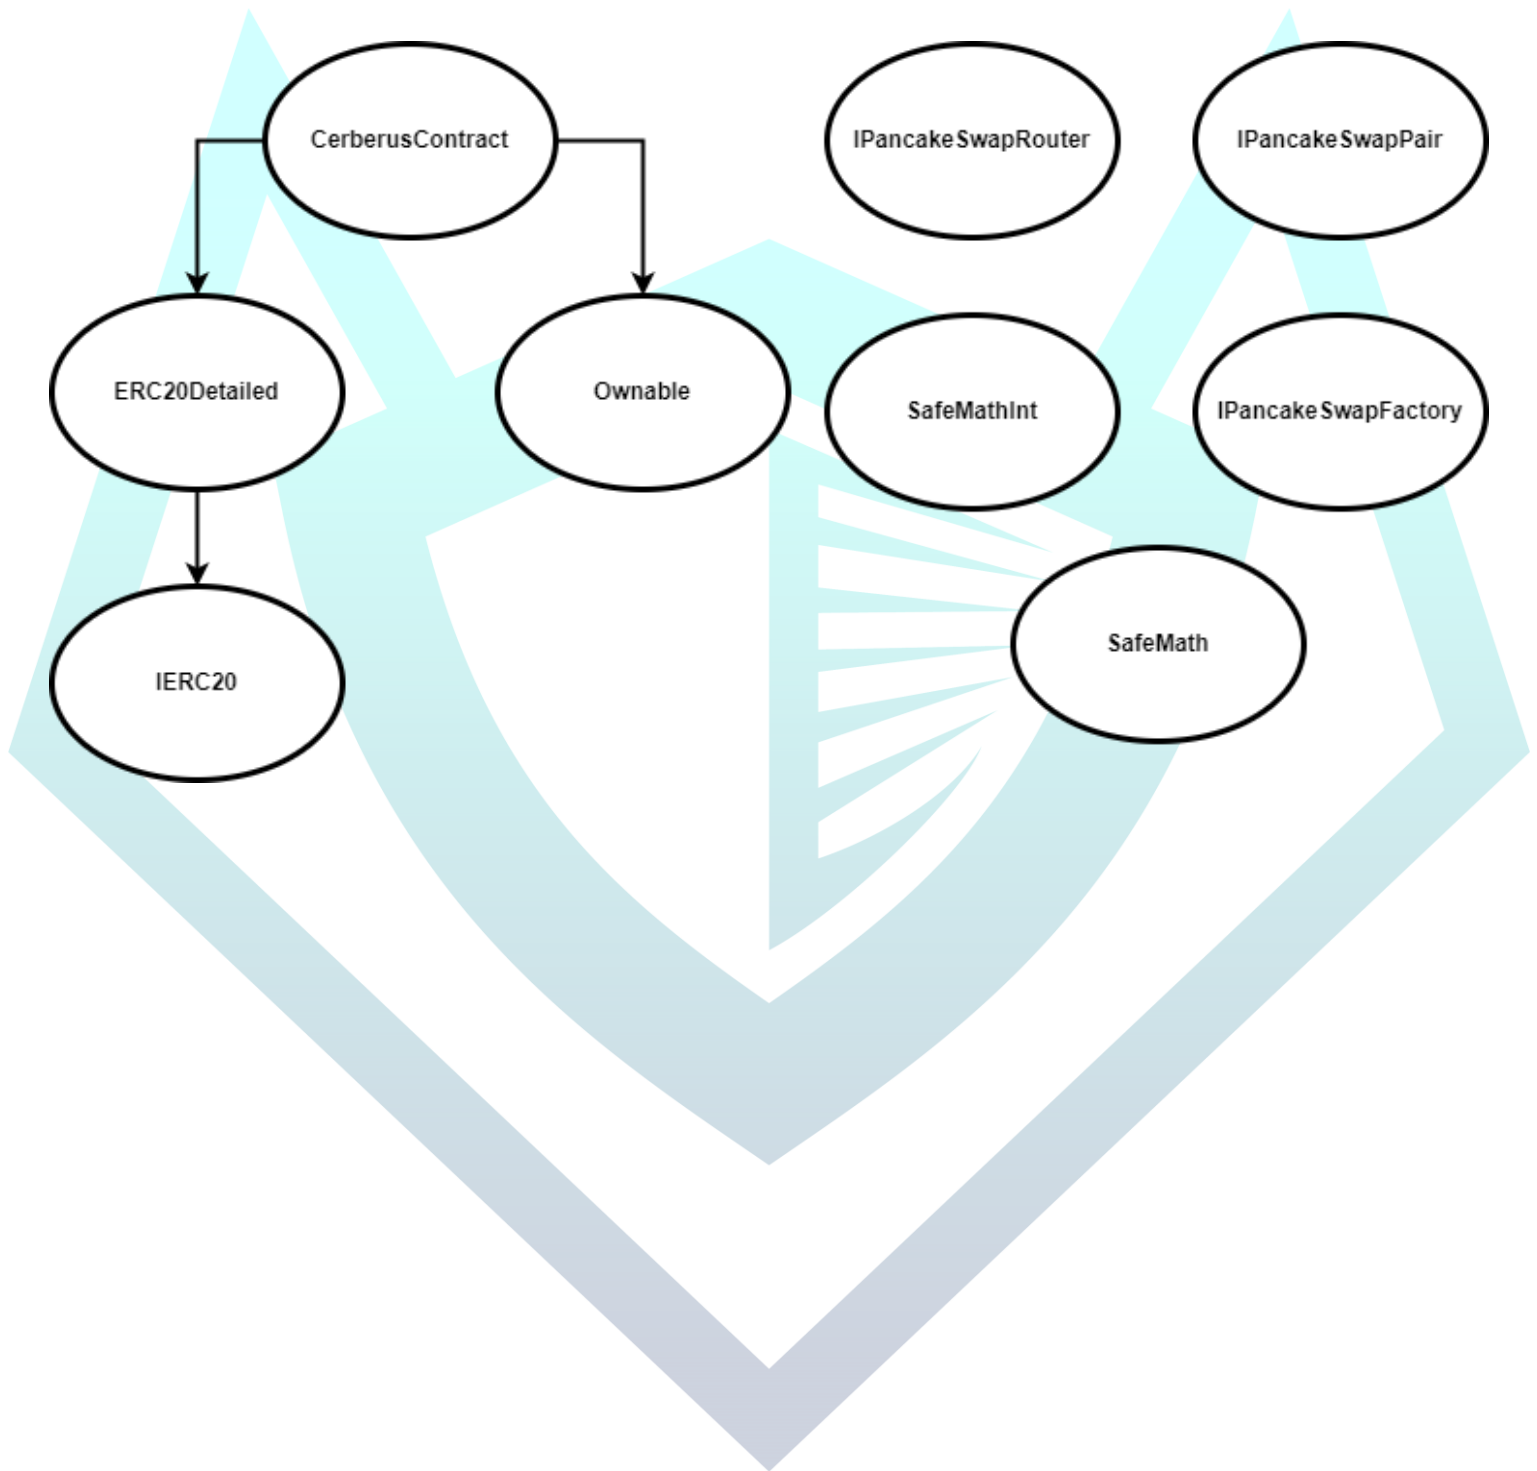 CerberusContract
IPancakeSwapRouter
IPancakeSwapPair
ERC20Detailed
Ownable
SafeMathInt
IPancakeSwapFactory
SafeMath
IERC20